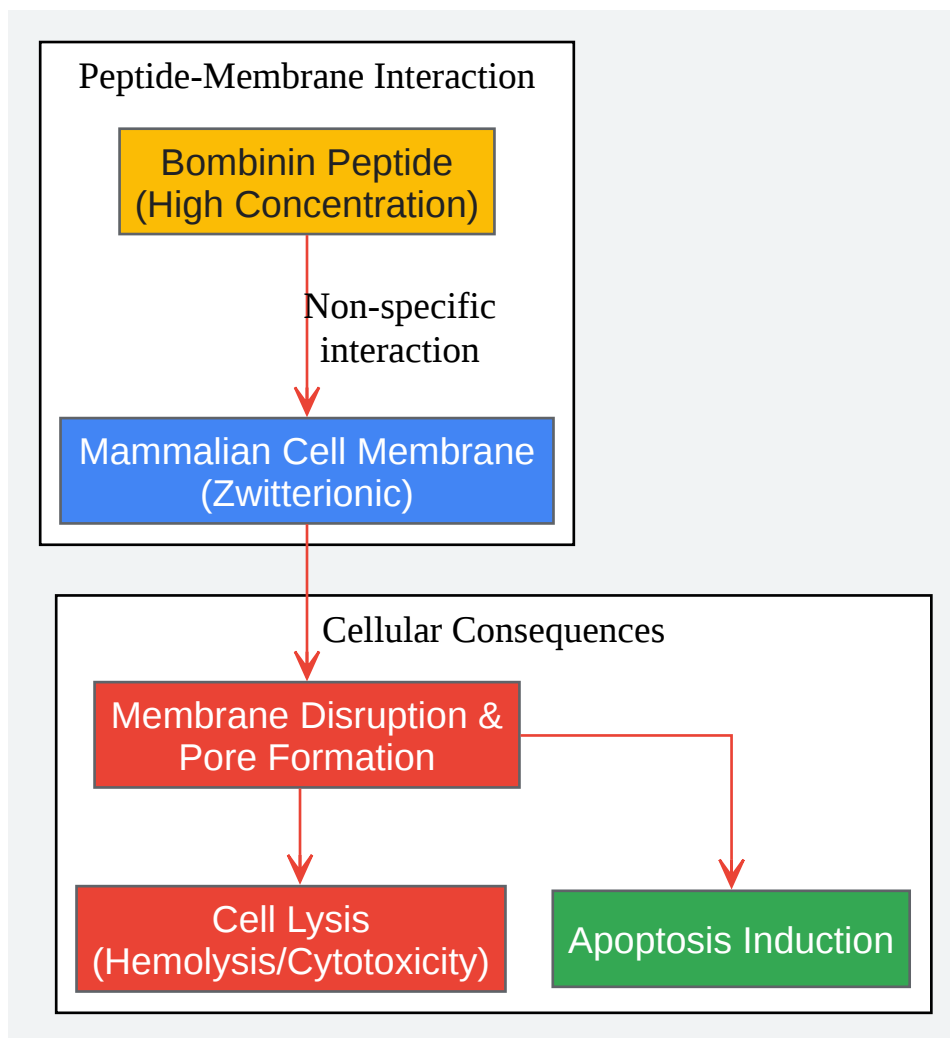 Peptide-Membrane Interaction
Bombinin Peptide
(High Concentration)
Non-specific
interaction
Mammalian Cell Membrane
(Zwitterionic)
Cellular Consequences
Membrane Disruption &
Pore Formation
Cell Lysis
(Hemolysis/Cytotoxicity)
Apoptosis Induction